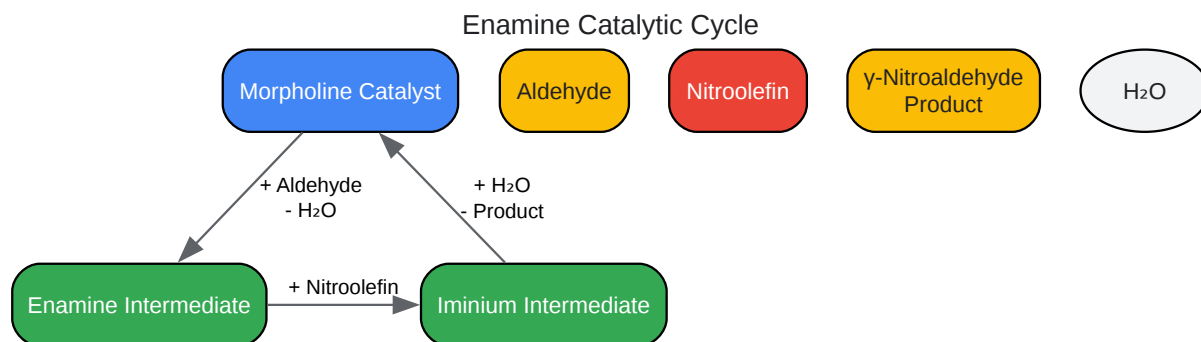 Enamine Catalytic Cycle
Morpholine Catalyst
Aldehyde
Nitroolefin
γ-Nitroaldehyde
Product
H₂O
+ Aldehyde
- H₂O
+ H₂O
- Product
Enamine Intermediate
+ Nitroolefin
Iminium Intermediate